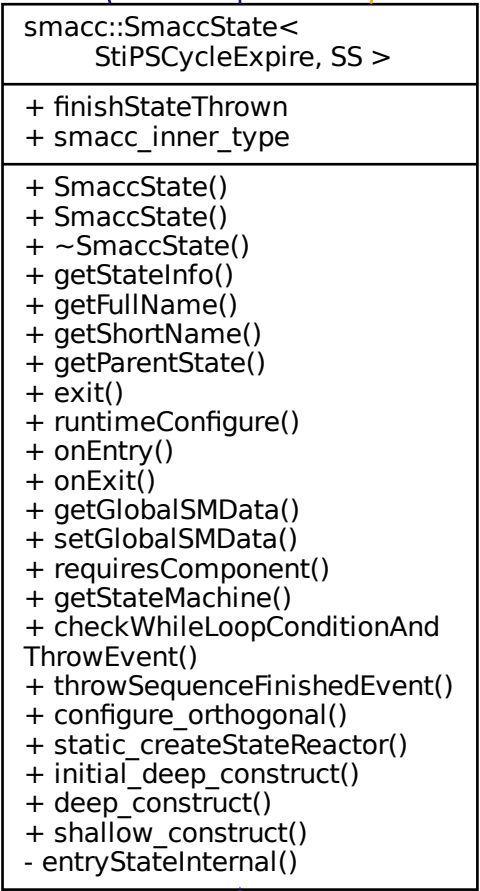 smacc::SmaccState<
StiPSCycleExpire, SS >
+ finishStateThrown
+ smacc_inner_type
+ SmaccState()
+ SmaccState()
+ ~SmaccState()
+ getStateInfo()
+ getFullName()
+ getShortName()
+ getParentState()
+ exit()
+ runtimeConfigure()
+ onEntry()
+ onExit()
+ getGlobalSMData()
+ setGlobalSMData()
+ requiresComponent()
+ getStateMachine()
+ checkWhileLoopConditionAnd
ThrowEvent()
+ throwSequenceFinishedEvent()
+ configure_orthogonal()
+ static_createStateReactor()
+ initial_deep_construct()
+ deep_construct()
+ shallow_construct()
- entryStateInternal()